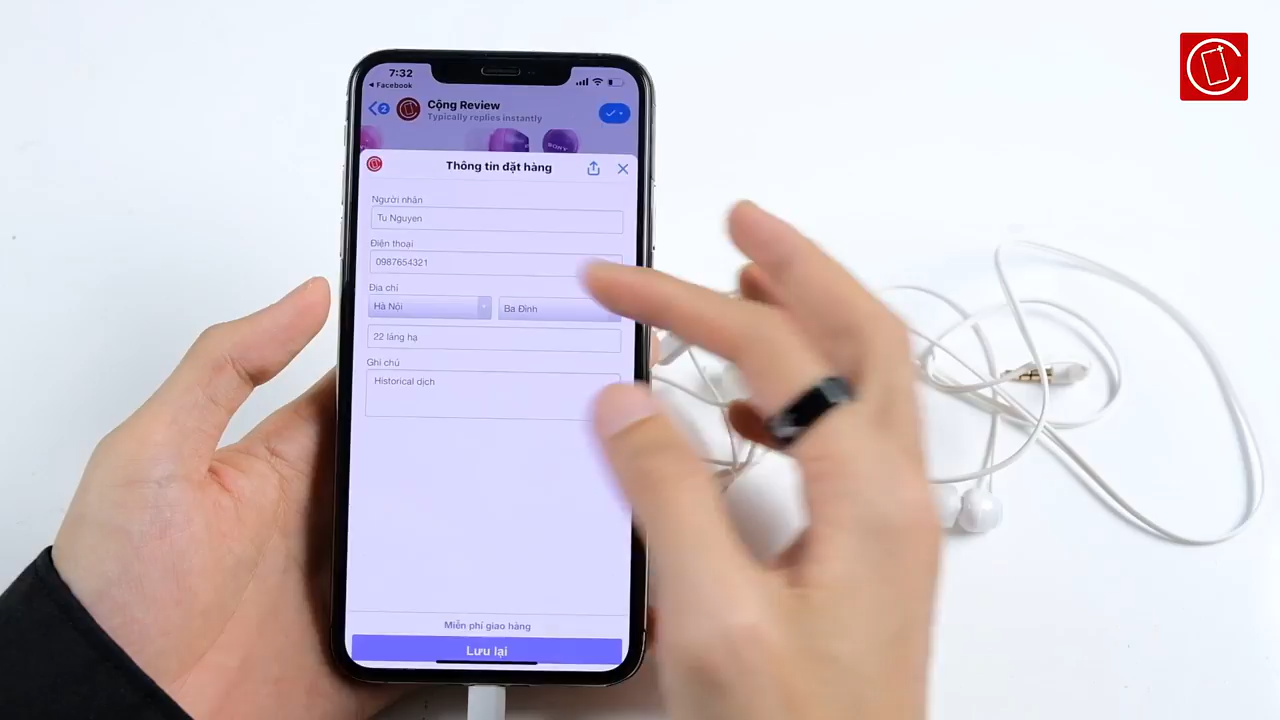 7:32
Facebook
2
Cộng Review
Typically replies instantly
SONY
Thông tin đặt hàng
Người nhận
Tu Nguyen
Điện thoại
0987654321
Địa chỉ
Hà Nội
Ba Đình
22 láng hạ
Ghi chú
Historical dịch
Miễn phí giao hàng
Lưu lại